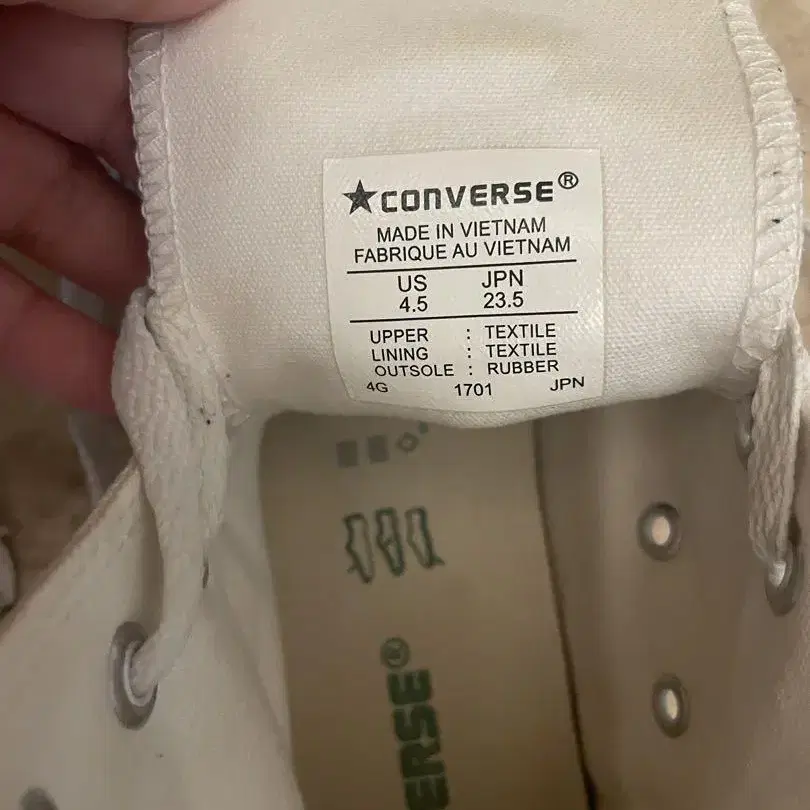 ★CONVERSE®
MADE IN VIETNAM
FABRIQUE AU VIETNAM
US JPN
4.5 23.5
UPPER : TEXTILE
LINING : TEXTILE
OUTSOLE : RUBBER
4G 1701 JPN
ERSE®